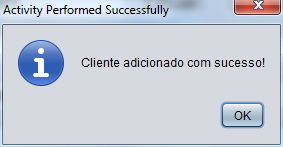 Activity Performed Successfully
Cliente adicionado com sucesso!
OK